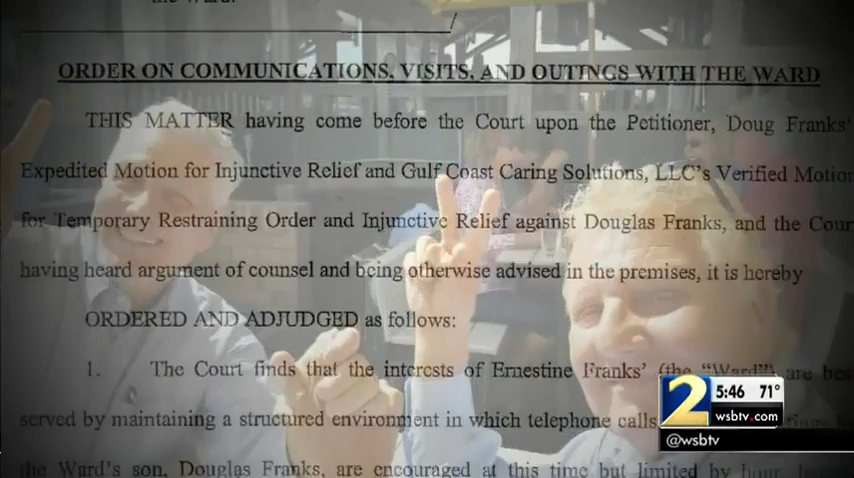 the Ward.
/
ORDER ON COMMUNICATIONS, VISITS, AND OUTINGS WITH THE WARD
THIS MATTER having come before the Court upon the Petitioner, Doug Franks'
Expedited Motion for Injunctive Relief and Gulf Coast Caring Solutions, LLC's Verified Motion
for Temporary Restraining Order and Injunctive Relief against Douglas Franks, and the Cour
having heard argument of counsel and being otherwise advised in the premises, it is hereby
ORDERED AND ADJUDGED as follows:
1. The Court finds that the interests of Ernestine Franks' (the "Ward") are bes
served by maintaining a structured environment in which telephone calls,
the Ward's son, Douglas Franks, are encouraged at this time but limited by hour,
2 5:46 71°
wsbtv.com
@wsbtv